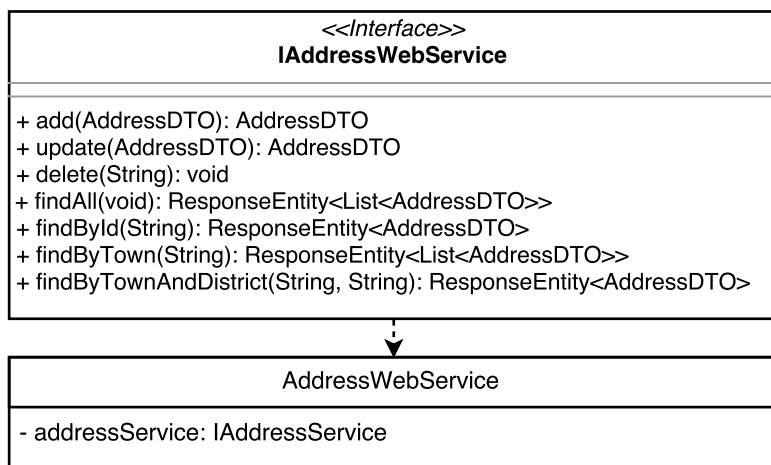 <<Interface>>
IAddressWebService
+ add(AddressDTO): AddressDTO
+ update(AddressDTO): AddressDTO
+ delete(String): void
+ findAll(void): ResponseEntity<List<AddressDTO>>
+ findById(String): ResponseEntity<AddressDTO>
+ findByTown(String): ResponseEntity<List<AddressDTO>>
+ findByTownAndDistrict(String, String): ResponseEntity<AddressDTO>
AddressWebService
- addressService: IAddressService